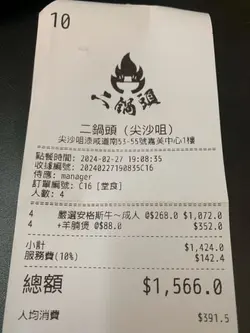 10
二鍋頭
二鍋頭（尖沙咀）
尖沙咀漆咸道南53-55號嘉芙中心1樓
點餐時間: 2024-02-27 19:08:35
收據編號: 20240227190835C16
侍應: manager
訂單編號: C16 [堂食]
人數: 4
4 嚴選安格斯牛～成人 @$268.0 $1,072.0
4 +羊腩煲 @$88.0 $352.0
小計 $1,424.0
服務費(10%) $142.4
總額 $1,566.0
人均消費 $391.5